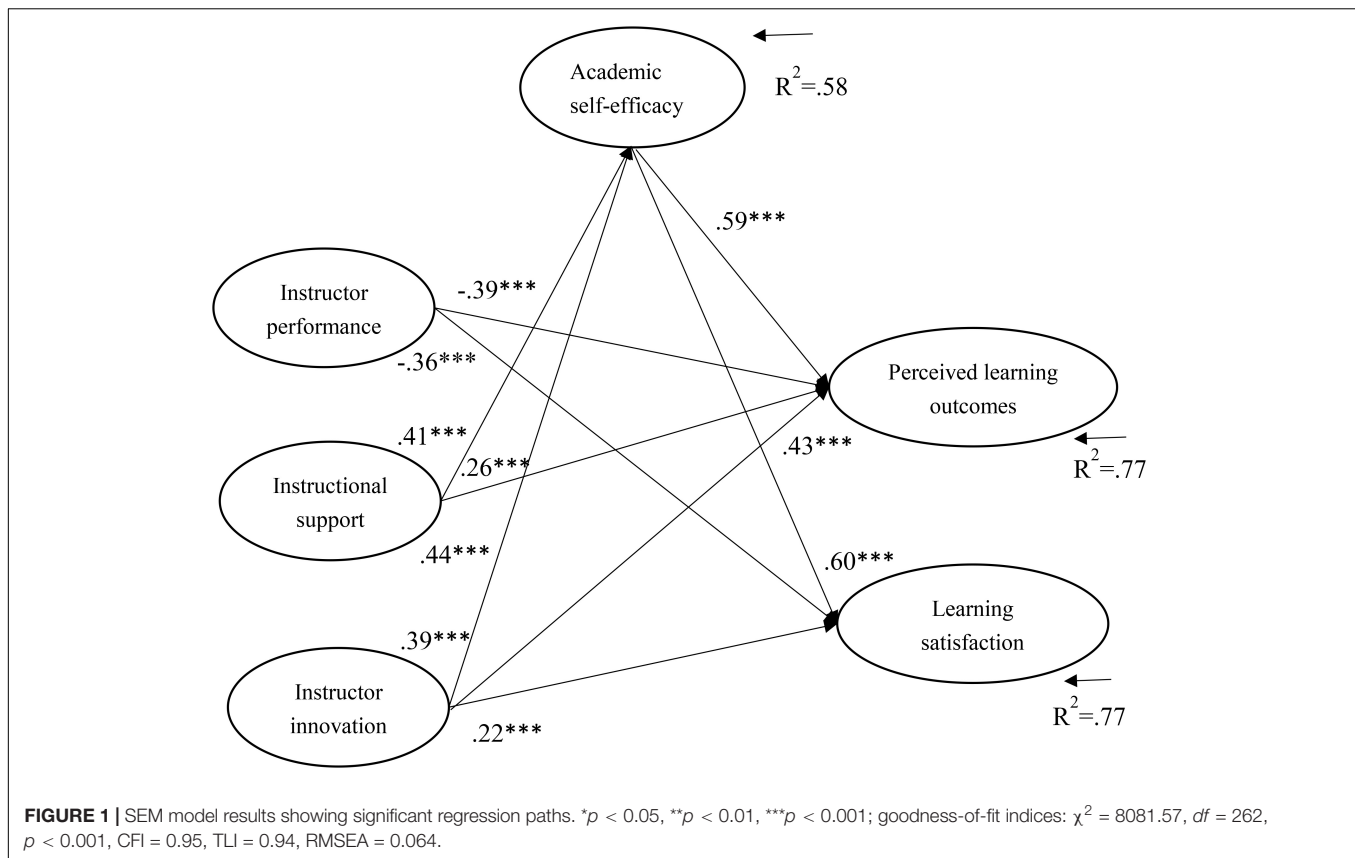 Academic
self-efficacy
R²=.58
.59***
Instructor
performance
-.39***
-.36***
Perceived learning
outcomes
R²=.77
.41***
.26***
.43***
Instructional
support
.44***
.60***
Learning
satisfaction
R²=.77
.39***
Instructor
innovation
.22***
FIGURE 1 | SEM model results showing significant regression paths. *p < 0.05, **p < 0.01, ***p < 0.001; goodness-of-fit indices: χ² = 8081.57, df = 262,
p < 0.001, CFI = 0.95, TLI = 0.94, RMSEA = 0.064.